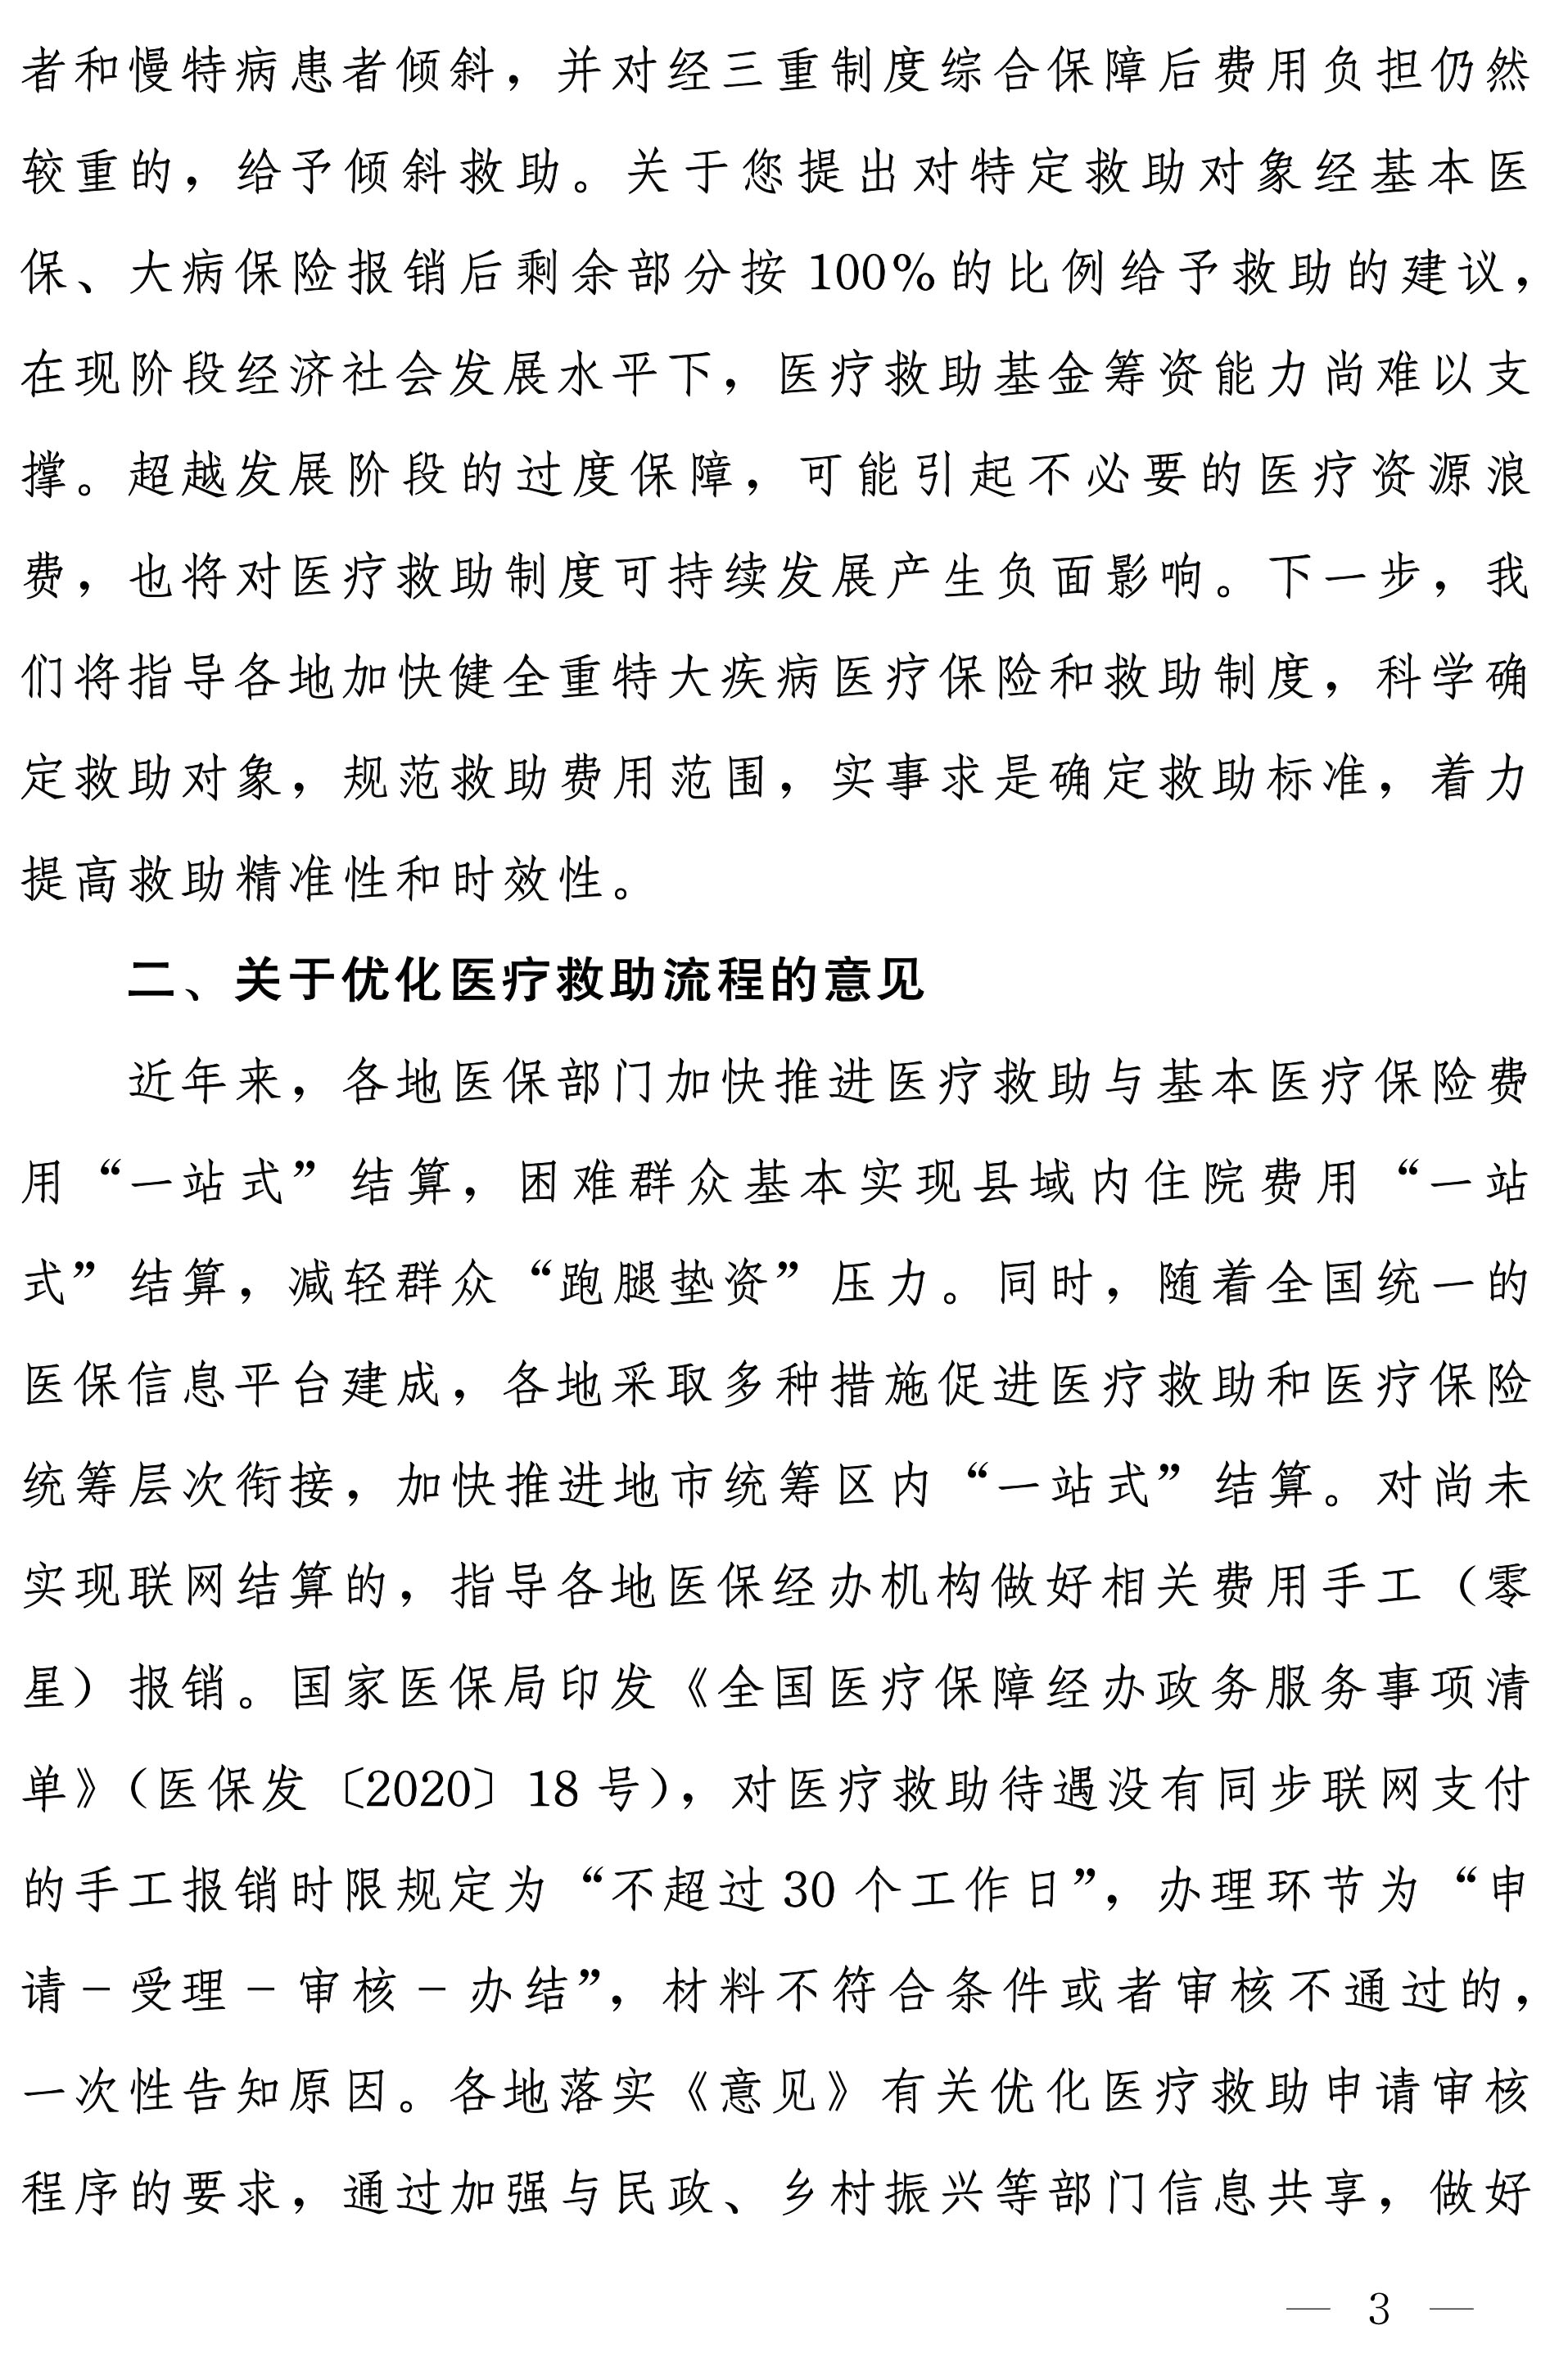 者和慢特病患者倾斜，并对经三重制度综合保障后费用负担仍然
较重的，给予倾斜救助。关于您提出对特定救助对象经基本医
保、大病保险报销后剩余部分按100%的比例给予救助的建议，
在现阶段经济社会发展水平下，医疗救助基金筹资能力尚难以支
撑。超越发展阶段的过度保障，可能引起不必要的医疗资源浪
费，也将对医疗救助制度可持续发展产生负面影响。下一步，我
们将指导各地加快健全重特大疾病医疗保险和救助制度，科学确
定救助对象，规范救助费用范围，实事求是确定救助标准，着力
提高救助精准性和时效性。
二、关于优化医疗救助流程的意见
近年来，各地医保部门加快推进医疗救助与基本医疗保险费
用“一站式”结算，困难群众基本实现县域内住院费用“一站
式”结算，减轻群众“跑腿垫资”压力。同时，随着全国统一的
医保信息平台建成，各地采取多种措施促进医疗救助和医疗保险
统筹层次衔接，加快推进地市统筹区内“一站式”结算。对尚未
实现联网结算的，指导各地医保经办机构做好相关费用手工（零
星）报销。国家医保局印发《全国医疗保障经办政务服务事项清
单》（医保发〔2020〕18号），对医疗救助待遇没有同步联网支付
的手工报销时限规定为“不超过30个工作日”，办理环节为“申
请－受理－审核－办结”，材料不符合条件或者审核不通过的，
一次性告知原因。各地落实《意见》有关优化医疗救助申请审核
程序的要求，通过加强与民政、乡村振兴等部门信息共享，做好
— 3 —